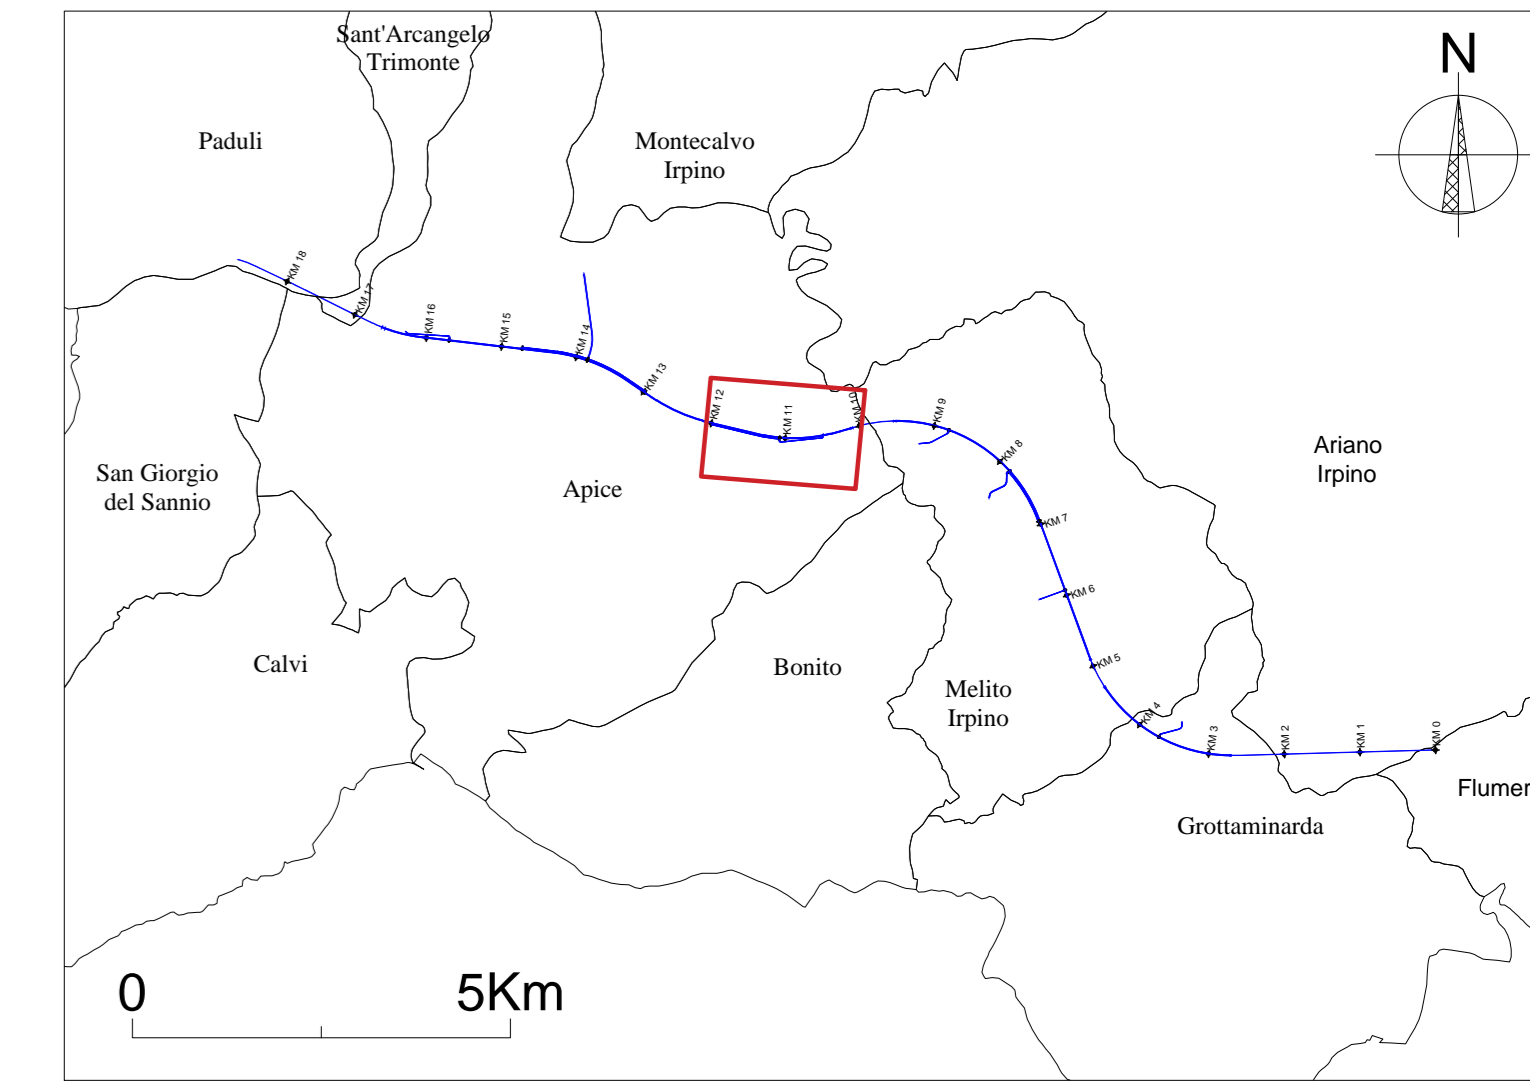 Sant'Arcangelo
Trimonte
N
Paduli
Montecalvo
Irpino
KM 18
KM 17
KM 16
KM 15
KM 14
KM 13
KM 12
KM 11
KM 10
KM 9
KM 8
KM 7
KM 6
KM 5
KM 4
KM 3
KM 2
KM 1
KM 0
Ariano
Irpino
San Giorgio
del Sannio
Apice
Calvi
Bonito
Melito
Irpino
Flumer
Grottaminarda
0
5Km